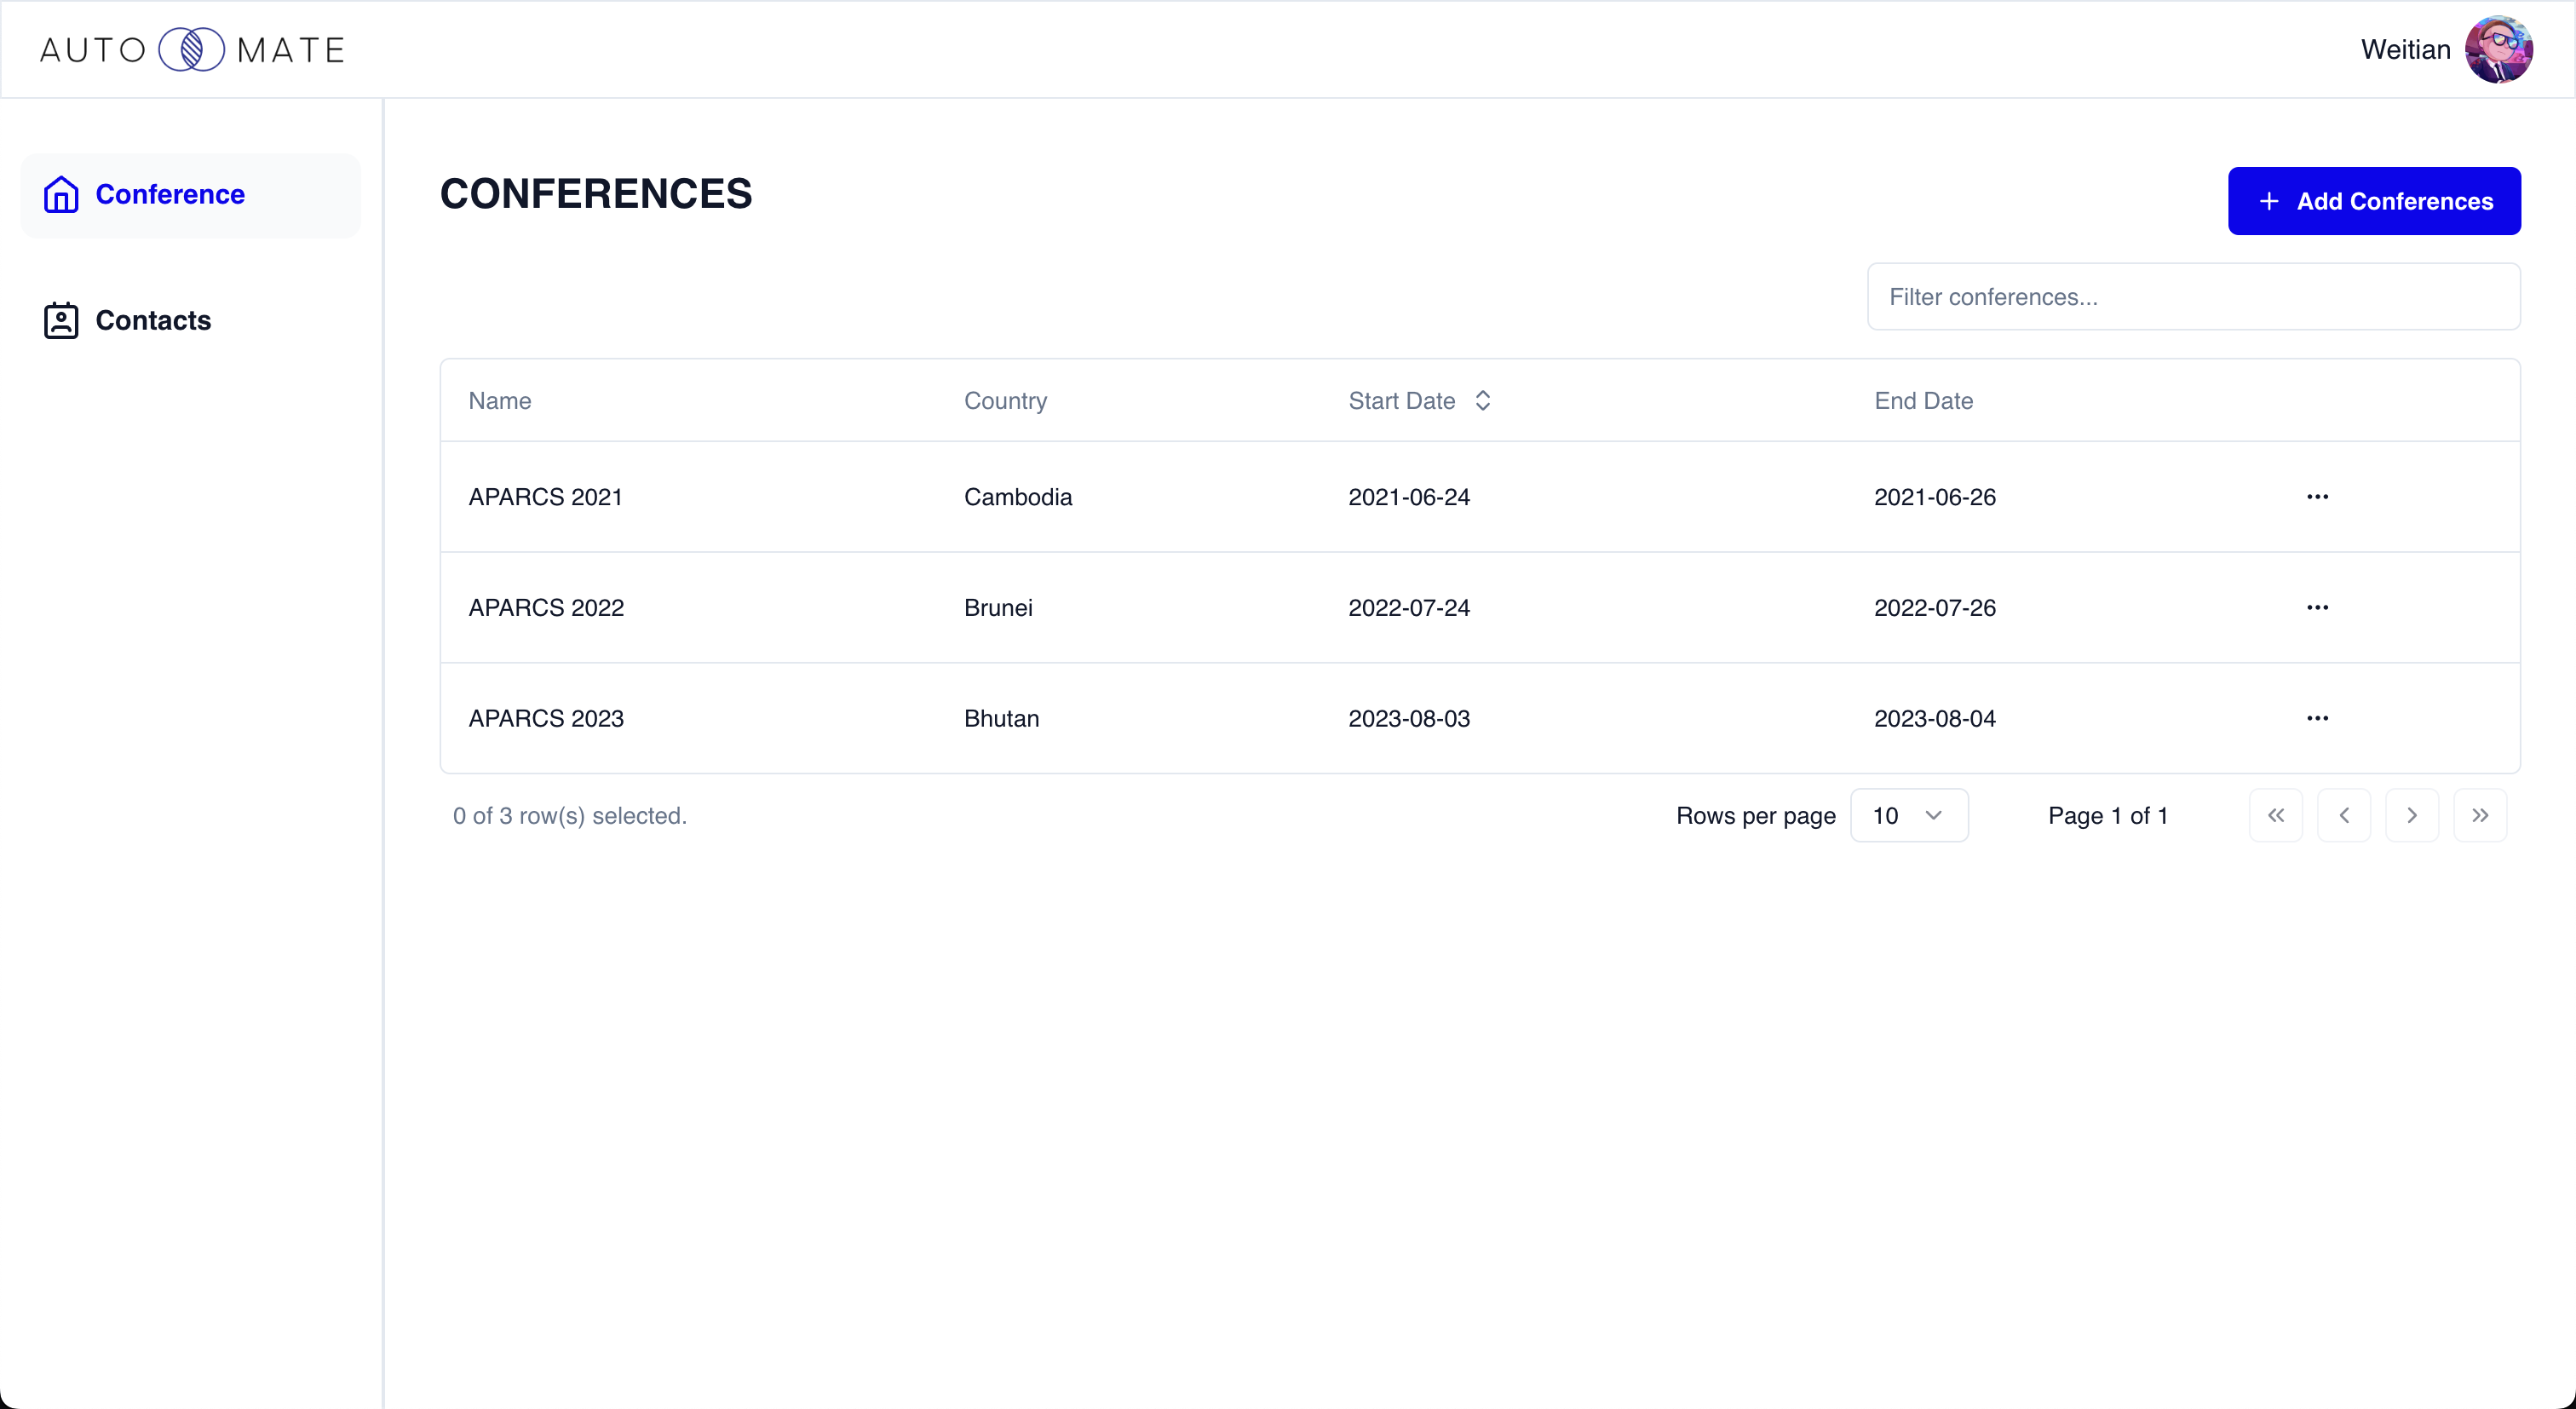 AUTO MATE
Weitian
Conference
Contacts
CONFERENCES
Add Conferences
Filter conferences...
Name Country Start Date End Date
APARCS 2021 Cambodia 2021-06-24 2021-06-26
APARCS 2022 Brunei 2022-07-24 2022-07-26
APARCS 2023 Bhutan 2023-08-03 2023-08-04
0 of 3 row(s) selected. Rows per page 10 Page 1 of 1